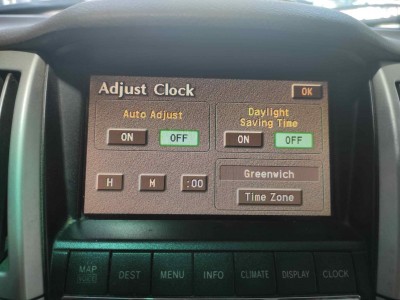 Adjust Clock
OK
Auto Adjust
ON OFF
Daylight
Saving Time
ON OFF
H M :00
Greenwich
Time Zone
MAP
DEST MENU INFO CLIMATE DISPLAY CLOCK